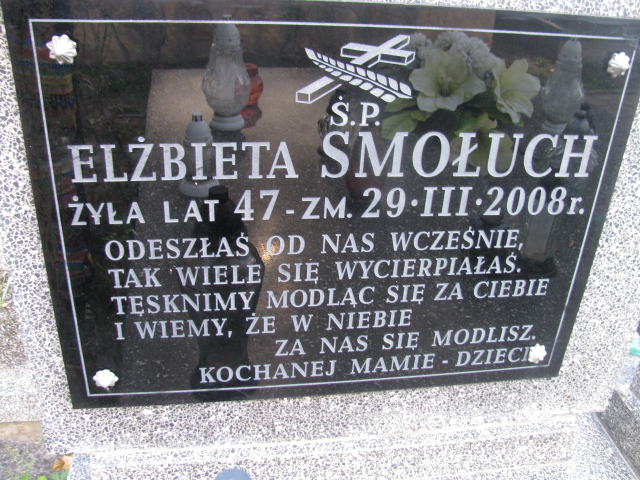 Ś.P.
ELŻBIETA SMOŁUCH
ŻYŁA LAT 47 - ZM. 29·III·2008 r.
ODESZŁAŚ OD NAS WCZEŚNIE,
TAK WIELE SIĘ WYCIERPIAŁAŚ.
TĘSKNIMY MODLĄC SIĘ ZA CIEBIE
I WIEMY, ŻE W NIEBIE
ZA NAS SIĘ MODLISZ.
KOCHANEJ MAMIE - DZIECI